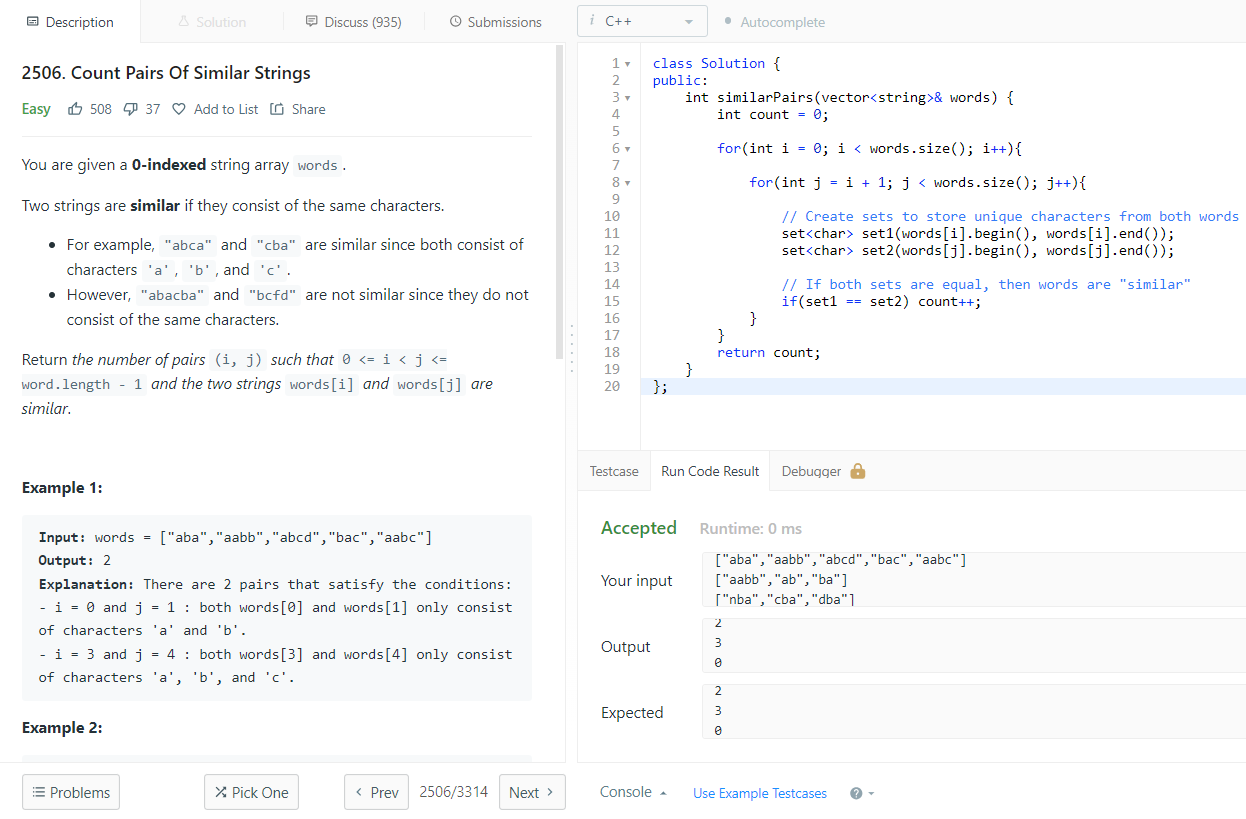 Description
Solution
Discuss (935)
Submissions
i C++
Autocomplete
2506. Count Pairs Of Similar Strings
Easy 508 37 Add to List Share
You are given a 0-indexed string array words .
Two strings are similar if they consist of the same characters.
• For example, "abca" and "cba" are similar since both consist of
characters 'a' , 'b' , and 'c' .
• However, "abacba" and "bcfd" are not similar since they do not
consist of the same characters.
Return the number of pairs (i, j) such that 0 <= i < j <=
word.length - 1 and the two strings words[i] and words[j] are
similar.
Example 1:
Input: words = ["aba","aabb","abcd","bac","aabc"]
Output: 2
Explanation: There are 2 pairs that satisfy the conditions:
- i = 0 and j = 1 : both words[0] and words[1] only consist
of characters 'a' and 'b'.
- i = 3 and j = 4 : both words[3] and words[4] only consist
of characters 'a', 'b', and 'c'.
Example 2:
Problems
Pick One
Prev
2506/3314
Next
1 class Solution {
2 public:
3     int similarPairs(vector<string>& words) {
4         int count = 0;
5
6         for(int i = 0; i < words.size(); i++){
7
8             for(int j = i + 1; j < words.size(); j++){
9
10                 // Create sets to store unique characters from both words
11                 set<char> set1(words[i].begin(), words[i].end());
12                 set<char> set2(words[j].begin(), words[j].end());
13
14                 // If both sets are equal, then words are "similar"
15                 if(set1 == set2) count++;
16             }
17         }
18         return count;
19     }
20 };
Testcase
Run Code Result
Debugger
Accepted Runtime: 0 ms
Your input
["aba","aabb","abcd","bac","aabc"]
["aabb","ab","ba"]
["nba","cba","dba"]
Output
2
3
0
Expected
2
3
0
Console
Use Example Testcases
?